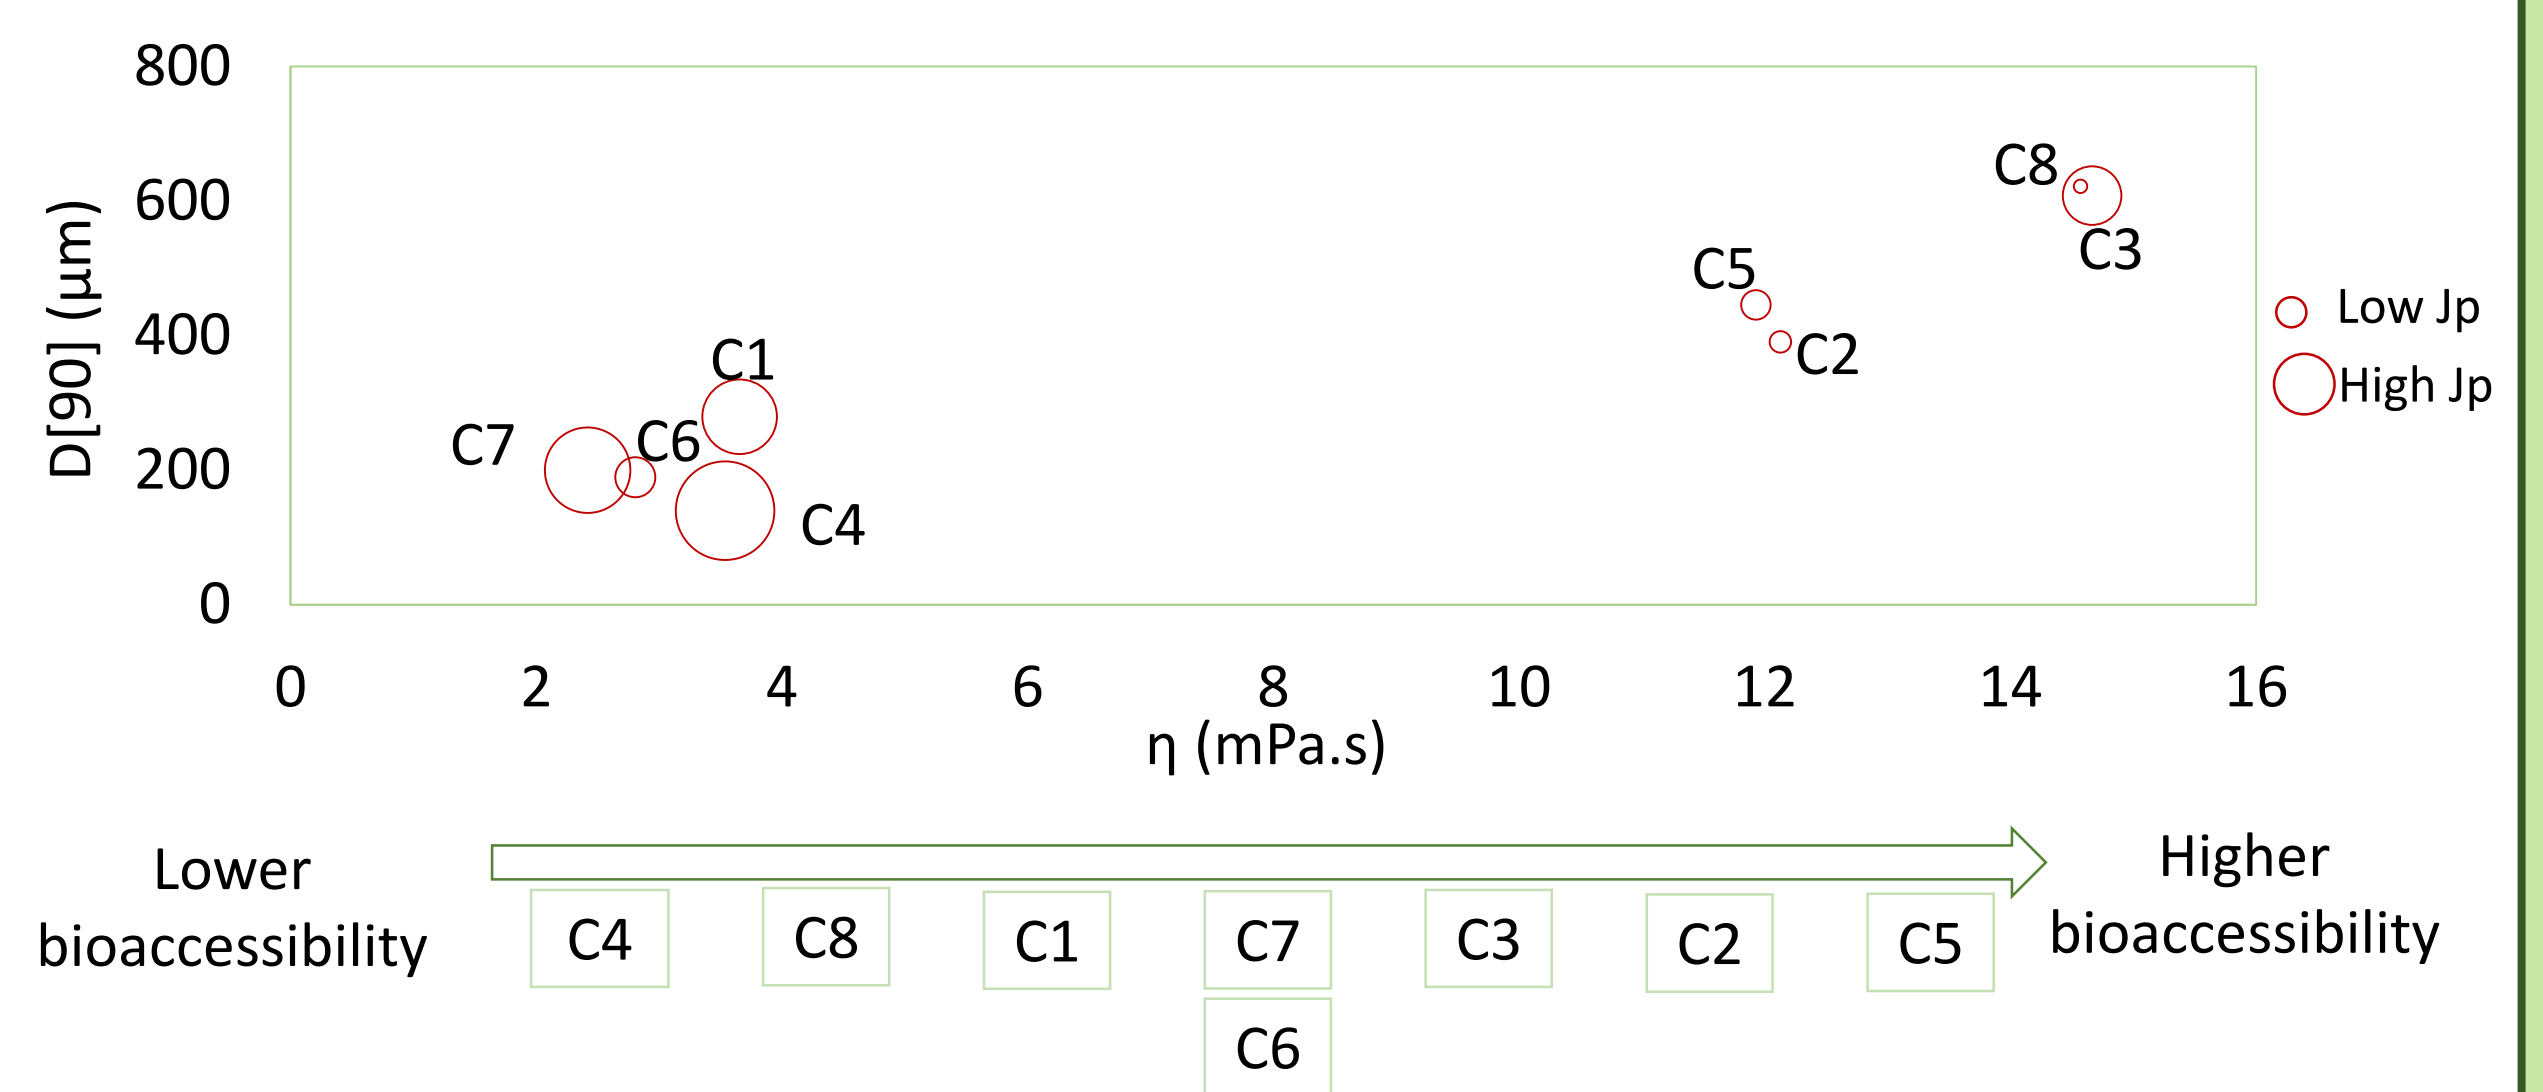 800
600
400
200
0
D[90] (µm)
C8
C3
C5
C2
C1
C7
C6
C4
Low Jp
High Jp
0 2 4 6 8 10 12 14 16
η (mPa.s)
Lower
bioaccessibility
Higher
bioaccessibility
C4 C8 C1 C7 C3 C2 C5
C6